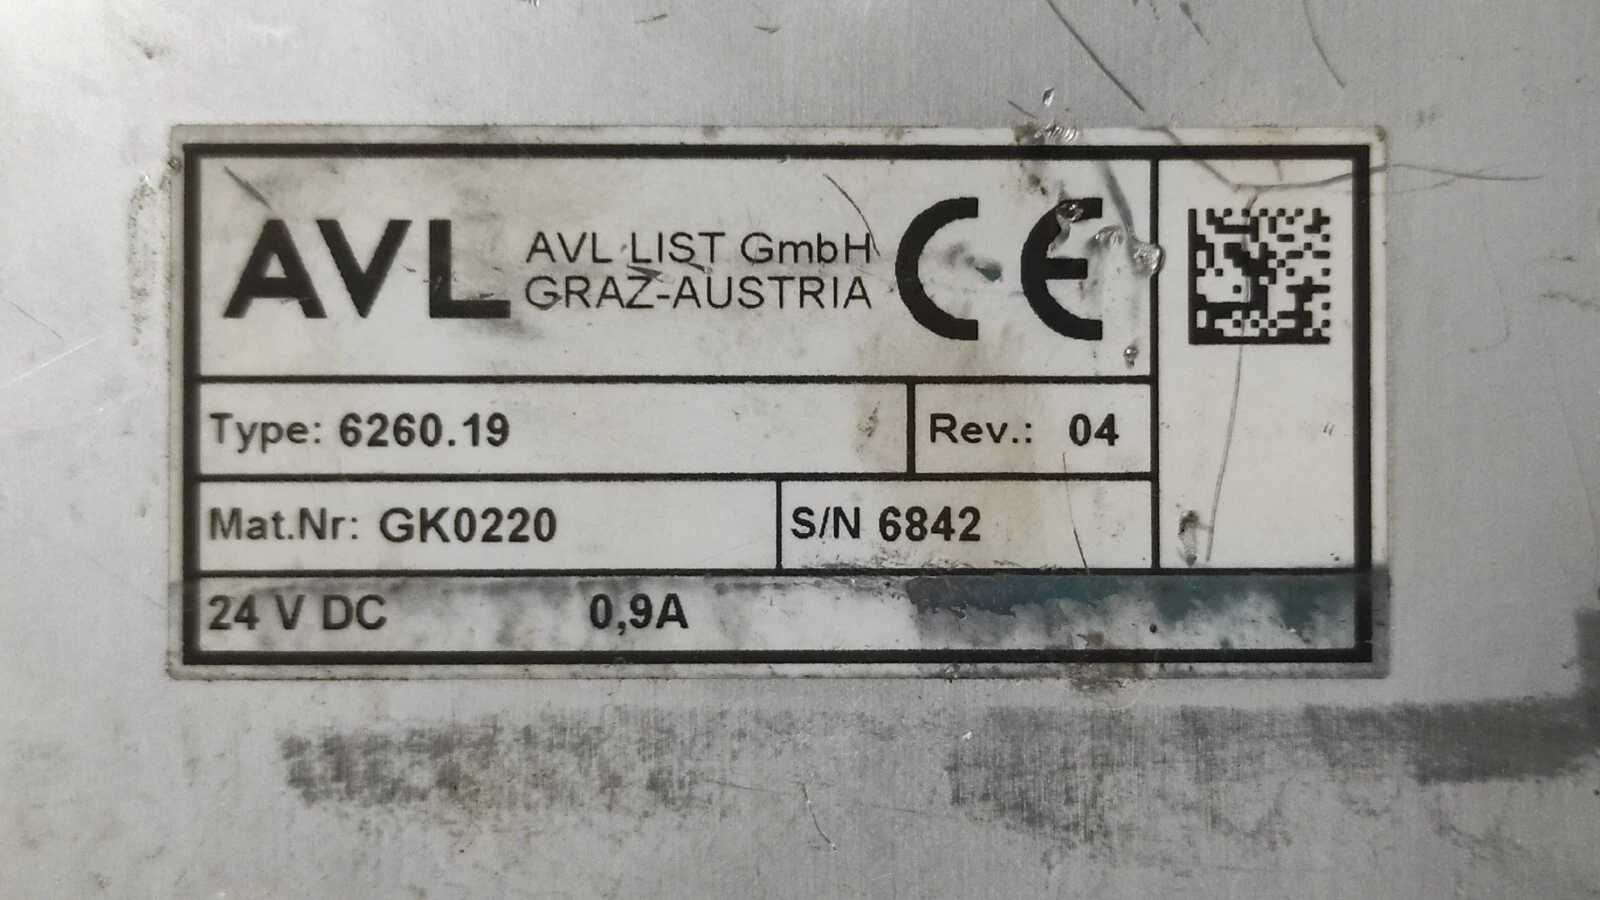 AVL
AVL LIST GmbH
GRAZ-AUSTRIA
CE
Type: 6260.19
Rev.: 04
Mat.Nr: GK0220
S/N 6842
24 V DC 0,9A